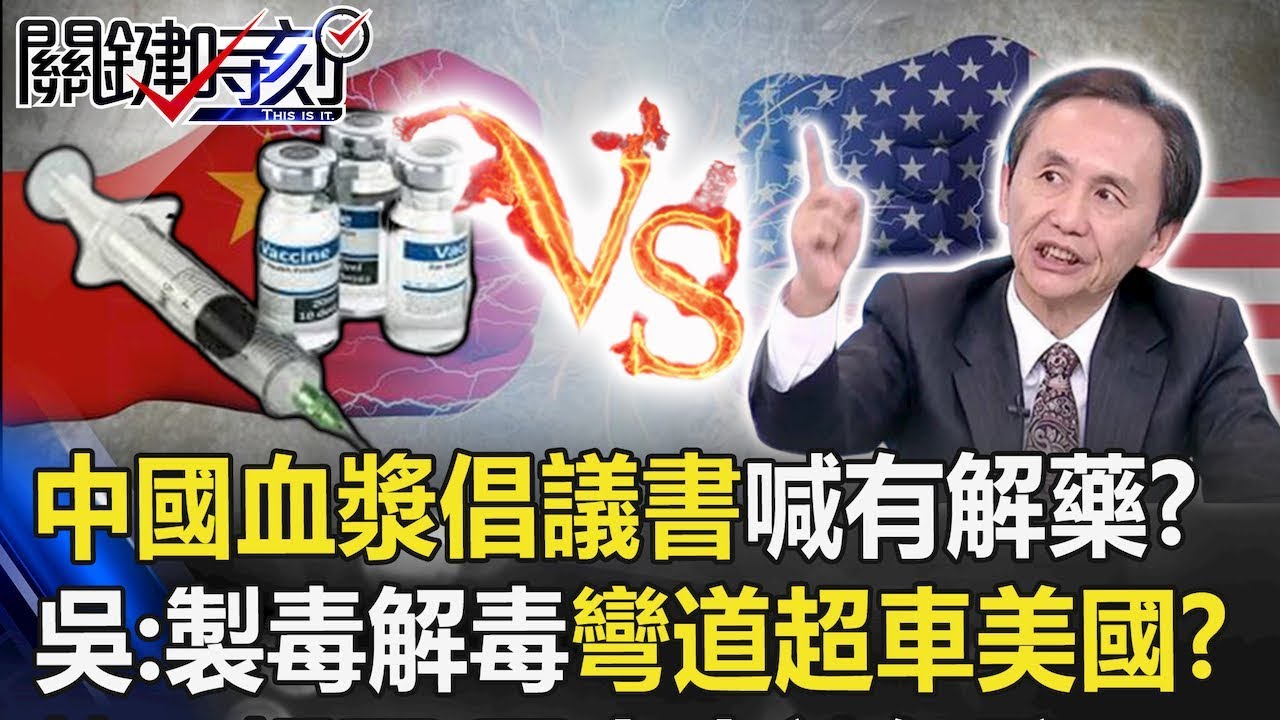 關鍵時刻
THIS IS IT.
VS
Vaccine
Vac
中國血漿倡議書喊有解藥?
吳:製毒解毒彎道超車美國?